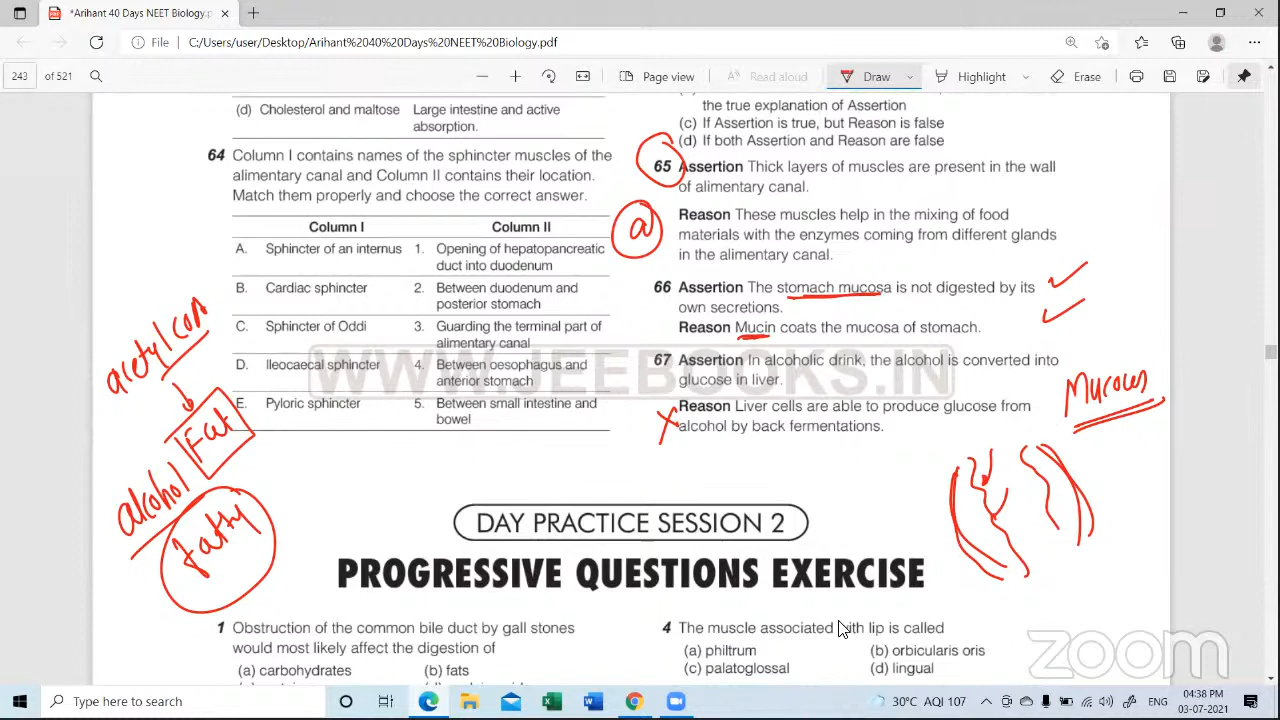 *Arihant 40 Days NEET Biology.p
File
C:/Users/user/Desktop/Arihant%2040%20Days%20NEET%20Biology.pdf
243
of 521
Page view
Read aloud
Draw
Highlight
Erase
(d) Cholesterol and maltose Large intestine and active
absorption.
64 Column I contains names of the sphincter muscles of the
alimentary canal and Column II contains their location.
Match them properly and choose the correct answer.
Column I Column II
A. Sphincter of an internus 1. Opening of hepatopancreatic
duct into duodenum
B. Cardiac sphincter 2. Between duodenum and
posterior stomach
C. Sphincter of Oddi 3. Guarding the terminal part of
alimentary canal
D. Ileocaecal sphincter 4. Between oesophagus and
anterior stomach
E. Pyloric sphincter 5. Between small intestine and
bowel
acetyl CoA
Fat
alcohol
fatty
the true explanation of Assertion
(c) If Assertion is true, but Reason is false
(d) If both Assertion and Reason are false
65 Assertion Thick layers of muscles are present in the wall
of alimentary canal.
a
Reason These muscles help in the mixing of food
materials with the enzymes coming from different glands
in the alimentary canal.
66 Assertion The stomach mucosa is not digested by its
own secretions.
Reason Mucin coats the mucosa of stomach.
67 Assertion In alcoholic drink, the alcohol is converted into
glucose in liver.
Reason Liver cells are able to produce glucose from
alcohol by back fermentations.
WWW.JEEBOOKS.IN
DAY PRACTICE SESSION 2
PROGRESSIVE QUESTIONS EXERCISE
1 Obstruction of the common bile duct by gall stones
would most likely affect the digestion of
(a) carbohydrates (b) fats
4 The muscle associated with lip is called
(a) philtrum (b) orbicularis oris
(c) palatoglossal (d) lingual
zoom
Type here to search
30°C AQI 107
ENG
04:38 PM
03-07-2021